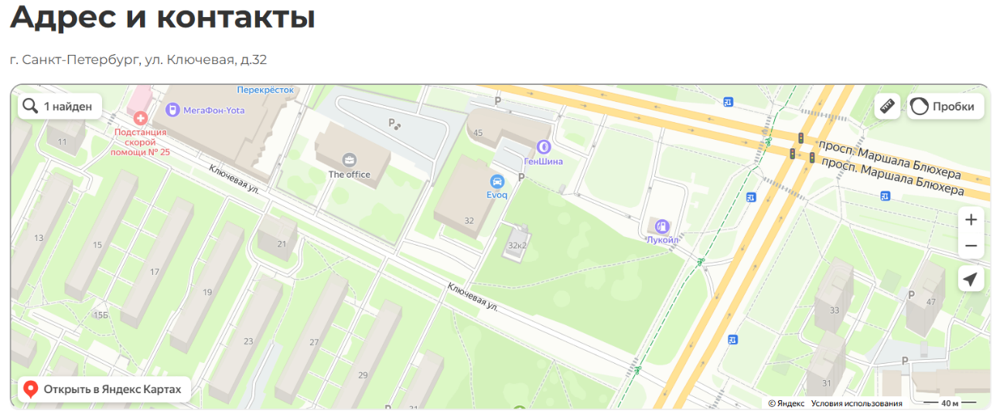 Адрес и контакты
г. Санкт-Петербург, ул. Ключевая, д.32
Перекрёсток
1 найден
МегаФон-Yota
P
Пробки
P
45
Подстанция
скорой
помощи № 25
11
просп. Маршала Блюхера
просп. Маршала Блюхера
ГенШина
The office
Ключевая ул.
P
Evoq
32
Лукойл
32к2
13
15
21
17
19
Ключевая ул.
15Б
23
27
29
31
P
33
47
P
31
P
Открыть в Яндекс Картах
© Яндекс Условия использования
40 м